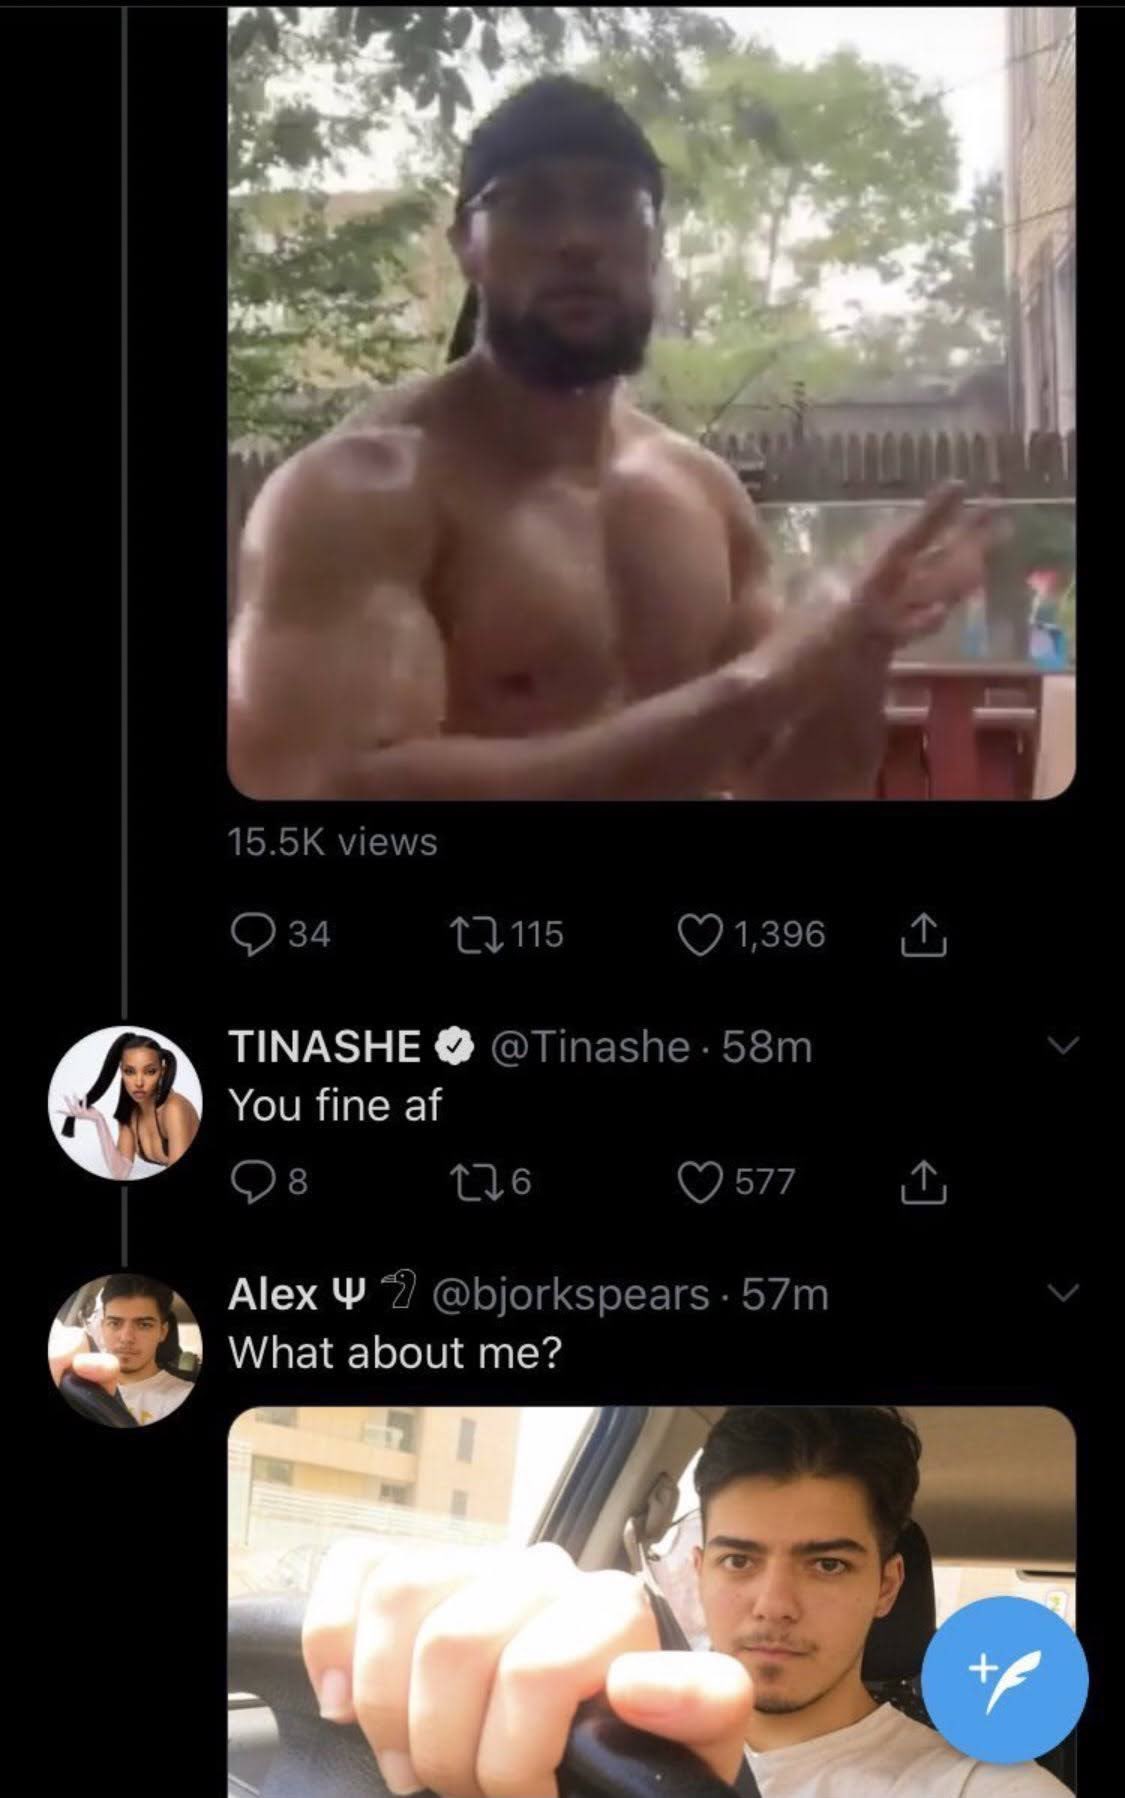 15.5K views
34 115 1,396
TINASHE @Tinashe · 58m
You fine af
8 6 577
Alex Ψ @bjorkspears · 57m
What about me?